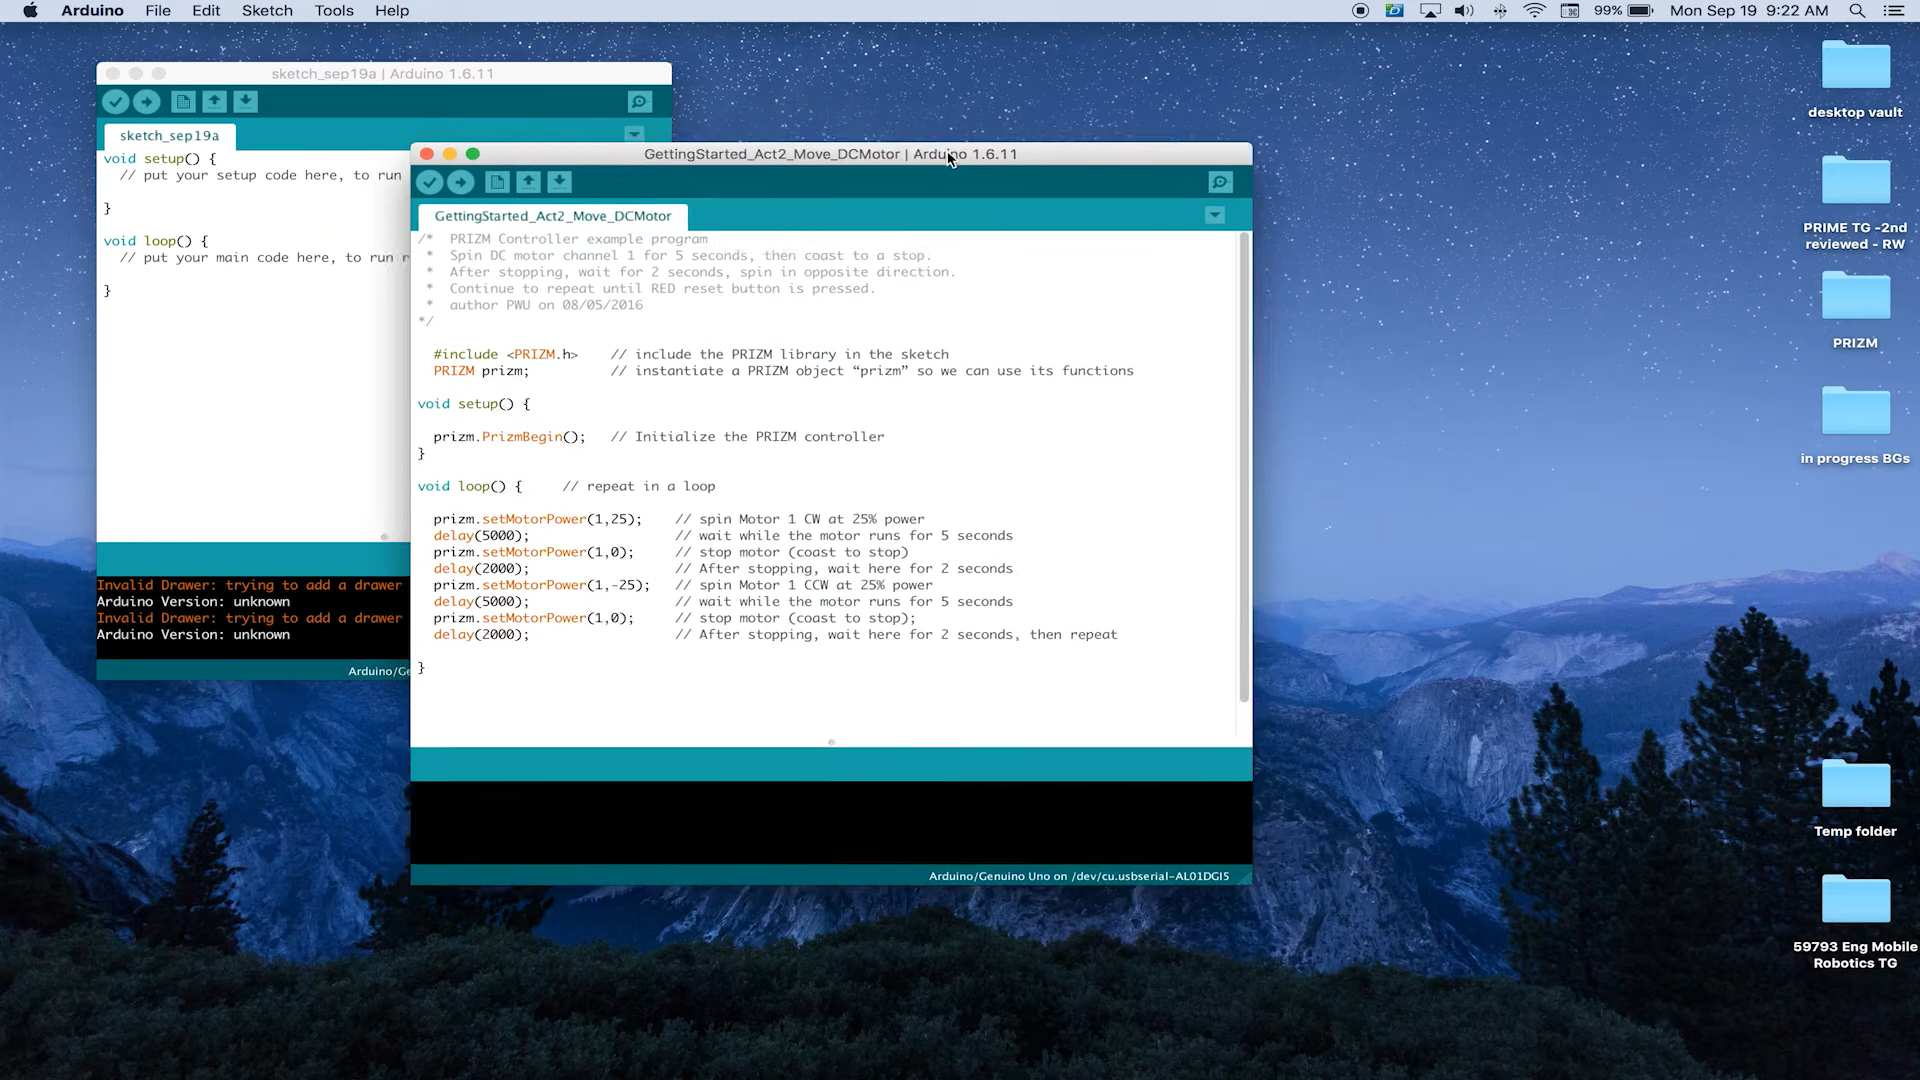 Arduino File Edit Sketch Tools Help
99% Mon Sep 19 9:22 AM
sketch_sep19a | Arduino 1.6.11
sketch_sep19a
void setup() {
// put your setup code here, to run
}
void loop() {
// put your main code here, to run r
}
Invalid Drawer: trying to add a drawer
Arduino Version: unknown
Invalid Drawer: trying to add a drawer
Arduino Version: unknown
Arduino/Ge
GettingStarted_Act2_Move_DCMotor | Arduino 1.6.11
GettingStarted_Act2_Move_DCMotor
/* PRIZM Controller example program
* Spin DC motor channel 1 for 5 seconds, then coast to a stop.
* After stopping, wait for 2 seconds, spin in opposite direction.
* Continue to repeat until RED reset button is pressed.
* author PWU on 08/05/2016
*/
#include <PRIZM.h> // include the PRIZM library in the sketch
PRIZM prizm; // instantiate a PRIZM object “prizm” so we can use its functions
void setup() {
prizm.PrizmBegin(); // Initialize the PRIZM controller
}
void loop() { // repeat in a loop
prizm.setMotorPower(1,25); // spin Motor 1 CW at 25% power
delay(5000); // wait while the motor runs for 5 seconds
prizm.setMotorPower(1,0); // stop motor (coast to stop)
delay(2000); // After stopping, wait here for 2 seconds
prizm.setMotorPower(1,-25); // spin Motor 1 CCW at 25% power
delay(5000); // wait while the motor runs for 5 seconds
prizm.setMotorPower(1,0); // stop motor (coast to stop);
delay(2000); // After stopping, wait here for 2 seconds, then repeat
}
Arduino/Genuino Uno on /dev/cu.usbserial-AL01DGI5
desktop vault
PRIME TG -2nd
reviewed - RW
PRIZM
in progress BGs
Temp folder
59793 Eng Mobile
Robotics TG